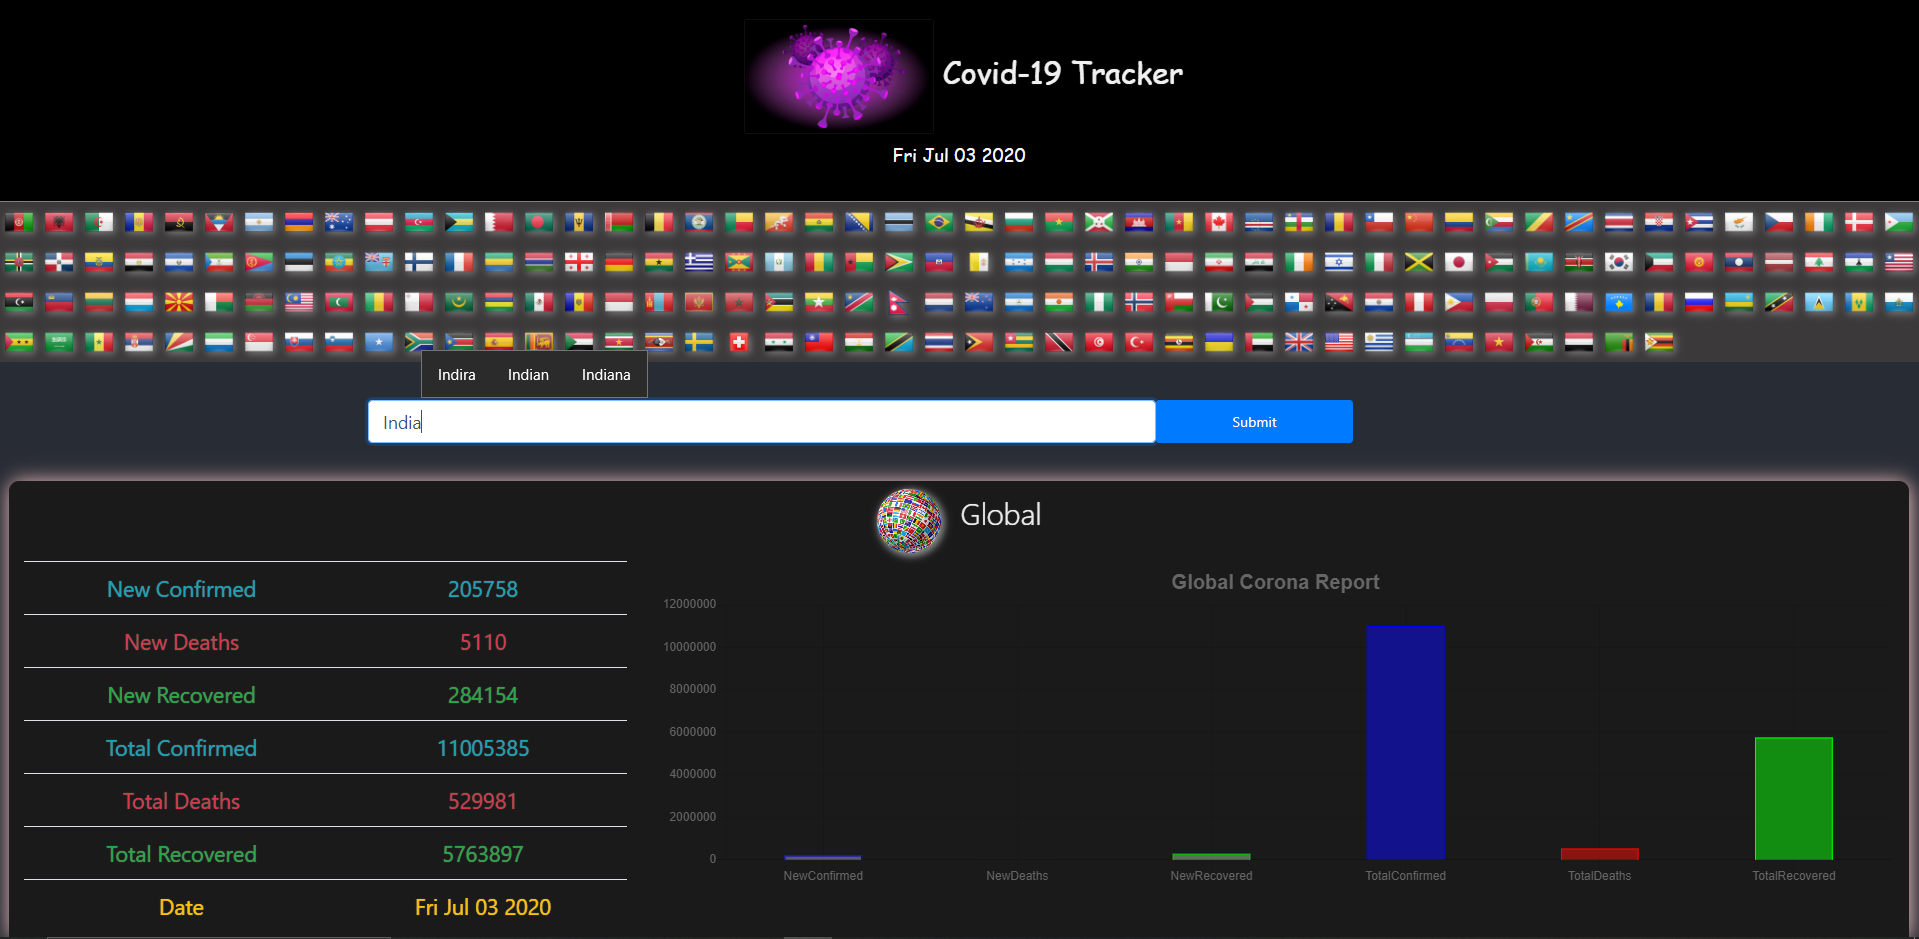 Covid-19 Tracker
Fri Jul 03 2020
Indira Indian Indiana
India Submit
Global
New Confirmed 205758
New Deaths 5110
New Recovered 284154
Total Confirmed 11005385
Total Deaths 529981
Total Recovered 5763897
Date Fri Jul 03 2020
Global Corona Report
12000000
10000000
8000000
6000000
4000000
2000000
0
NewConfirmed NewDeaths NewRecovered TotalConfirmed TotalDeaths TotalRecovered